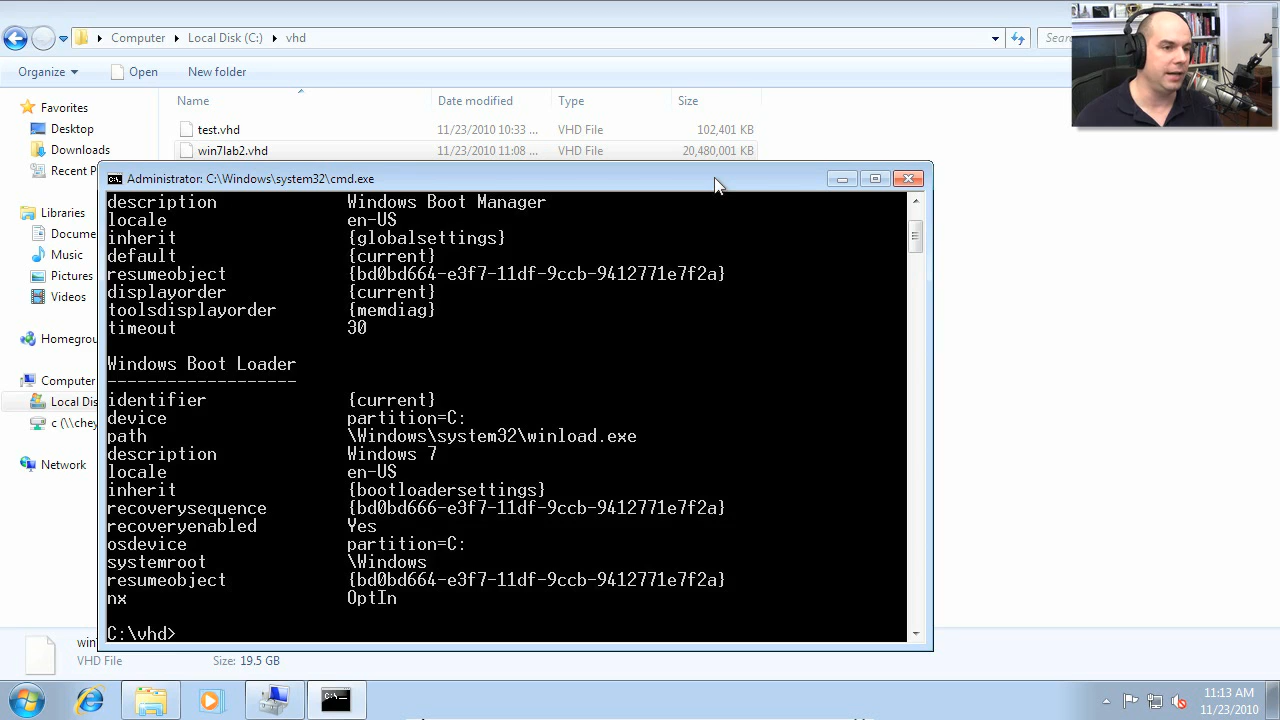 Computer Local Disk (C:) vhd
Organize Open New folder
Name Date modified Type Size
Favorites
Desktop
Downloads
Recent P
test.vhd VHD File 102,401 KB
win7lab2.vhd 11/23/2010 11:08 ... VHD File 20,480,001 KB
Libraries
Docume
Music
Pictures
Videos
Homegrou
Computer
Local Dis
c (\\chey
Network
Administrator: C:\Windows\system32\cmd.exe
description Windows Boot Manager
locale en-US
inherit {globalsettings}
default {current}
resumeobject {bd0bd664-e3f7-11df-9ccb-9412771e7f2a}
displayorder {current}
toolsdisplayorder {memdiag}
timeout 30
Windows Boot Loader
-------------------
identifier {current}
device partition=C:
path \Windows\system32\winload.exe
description Windows 7
locale en-US
inherit {bootloadersettings}
recoverysequence {bd0bd666-e3f7-11df-9ccb-9412771e7f2a}
recoveryenabled Yes
osdevice partition=C:
systemroot \Windows
resumeobject {bd0bd664-e3f7-11df-9ccb-9412771e7f2a}
nx OptIn
C:\vhd>
win
VHD File Size: 19.5 GB
11:13 AM
11/23/2010